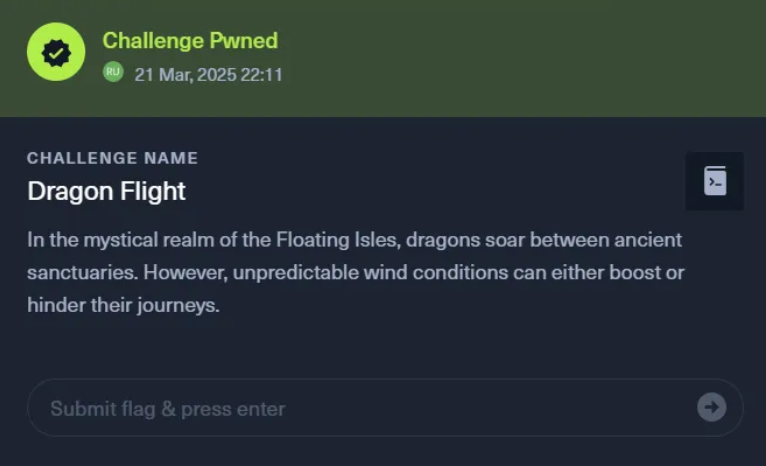 Challenge Pwned
RU 21 Mar, 2025 22:11
CHALLENGE NAME
Dragon Flight
In the mystical realm of the Floating Isles, dragons soar between ancient
sanctuaries. However, unpredictable wind conditions can either boost or
hinder their journeys.
Submit flag & press enter